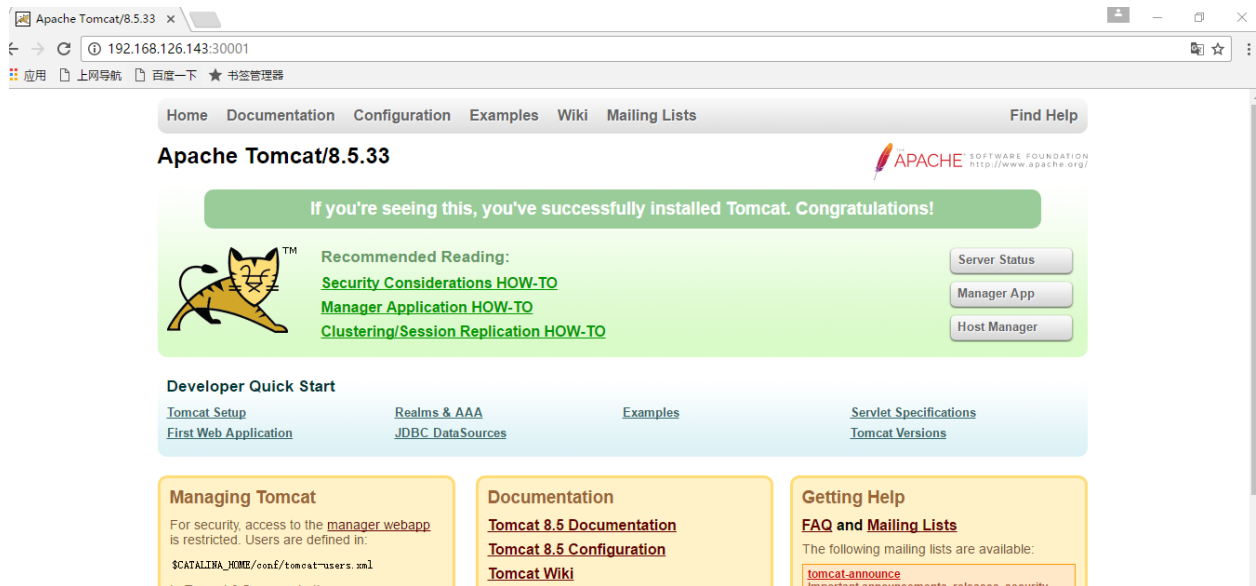 Apache Tomcat/8.5.33
192.168.126.143:30001
应用 上网导航 百度一下 书签管理器
Home Documentation Configuration Examples Wiki Mailing Lists Find Help
Apache Tomcat/8.5.33
THE
APACHE SOFTWARE FOUNDATION
http://www.apache.org/
If you're seeing this, you've successfully installed Tomcat. Congratulations!
TM
Recommended Reading:
Security Considerations HOW-TO
Manager Application HOW-TO
Clustering/Session Replication HOW-TO
Server Status
Manager App
Host Manager
Developer Quick Start
Tomcat Setup
First Web Application
Realms & AAA
JDBC DataSources
Examples
Servlet Specifications
Tomcat Versions
Managing Tomcat
For security, access to the manager webapp
is restricted. Users are defined in:
$CATALINA_HOME/conf/tomcat-users.xml
Documentation
Tomcat 8.5 Documentation
Tomcat 8.5 Configuration
Tomcat Wiki
Getting Help
FAQ and Mailing Lists
The following mailing lists are available:
tomcat-announce
Important announcements, releases, security